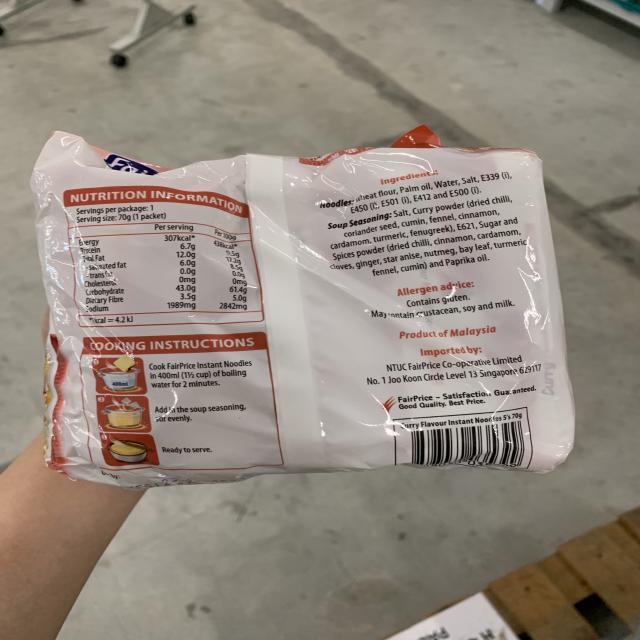 NUTRITION INFORMATION
Servings per package: 1
Serving size: 70g (1 packet)
Per serving Per 100g
Energy 307kcal* 438kcal*
Protein 6.7g 9.5g
Total Fat 12.0g
- saturated fat 6.0g 8.5g
- trans fat 0.0g 0.0g
Cholesterol 0mg 0mg
Carbohydrate 43.0g 61.4g
Dietary Fibre 3.5g 5.0g
Sodium 1989mg 2842mg
*1kcal = 4.2 kJ
COOKING INSTRUCTIONS
400ml
Cook FairPrice Instant Noodles
in 400ml (1½ cup) of boiling
water for 2 minutes.
Add in the soup seasoning,
stir evenly.
Ready to serve.
Ingredients:
Noodles: Wheat flour, Palm oil, Water, Salt, E339 (i),
E450 (i), E501 (i), E412 and E500 (i).
Soup Seasoning: Salt, Curry powder (dried chilli,
coriander seed, cumin, fennel, cinnamon,
cardamom, turmeric, fenugreek), E621, Sugar and
Spices powder (dried chilli, cinnamon, cardamom,
cloves, ginger, star anise, nutmeg, bay leaf, turmeric,
fennel, cumin) and Paprika oil.
Allergen advice:
Contains gluten.
May contain crustacean, soy and milk.
Product of Malaysia
Imported by:
NTUC FairPrice Co-operative Limited
No. 1 Joo Koon Circle Level 13 Singapore 629117
FairPrice – Satisfaction Guaranteed.
Good Quality. Best Price.
Curry Flavour Instant Noodles 5's 70g
Curry